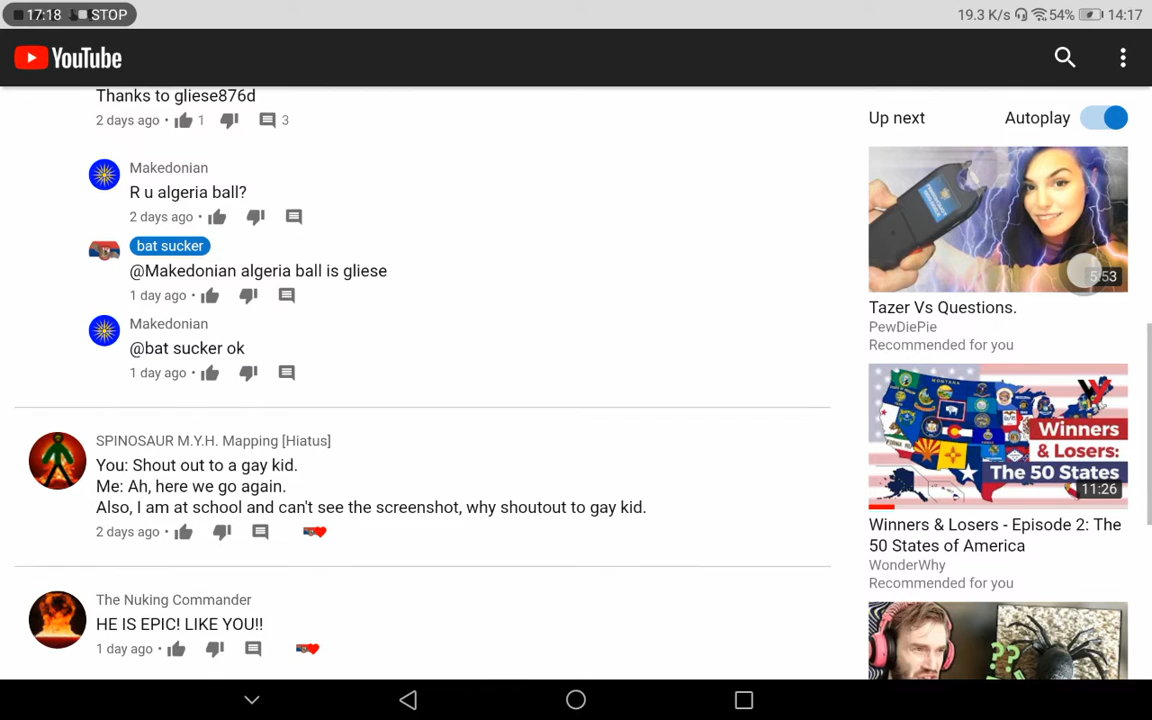 17:18 STOP
19.3 K/s 54% 14:17
YouTube
Thanks to gliese876d
2 days ago • 1 3
Makedonian
R u algeria ball?
2 days ago •
bat sucker
@Makedonian algeria ball is gliese
1 day ago •
Makedonian
@bat sucker ok
1 day ago •
SPINOSAUR M.Y.H. Mapping [Hiatus]
You: Shout out to a gay kid.
Me: Ah, here we go again.
Also, I am at school and can't see the screenshot, why shoutout to gay kid.
2 days ago •
The Nuking Commander
HE IS EPIC! LIKE YOU!!
1 day ago •
Up next Autoplay
5:53
Tazer Vs Questions.
PewDiePie
Recommended for you
MONTANA
Winners
& Losers:
The 50 States
11:26
Winners & Losers - Episode 2: The
50 States of America
WonderWhy
Recommended for you
??